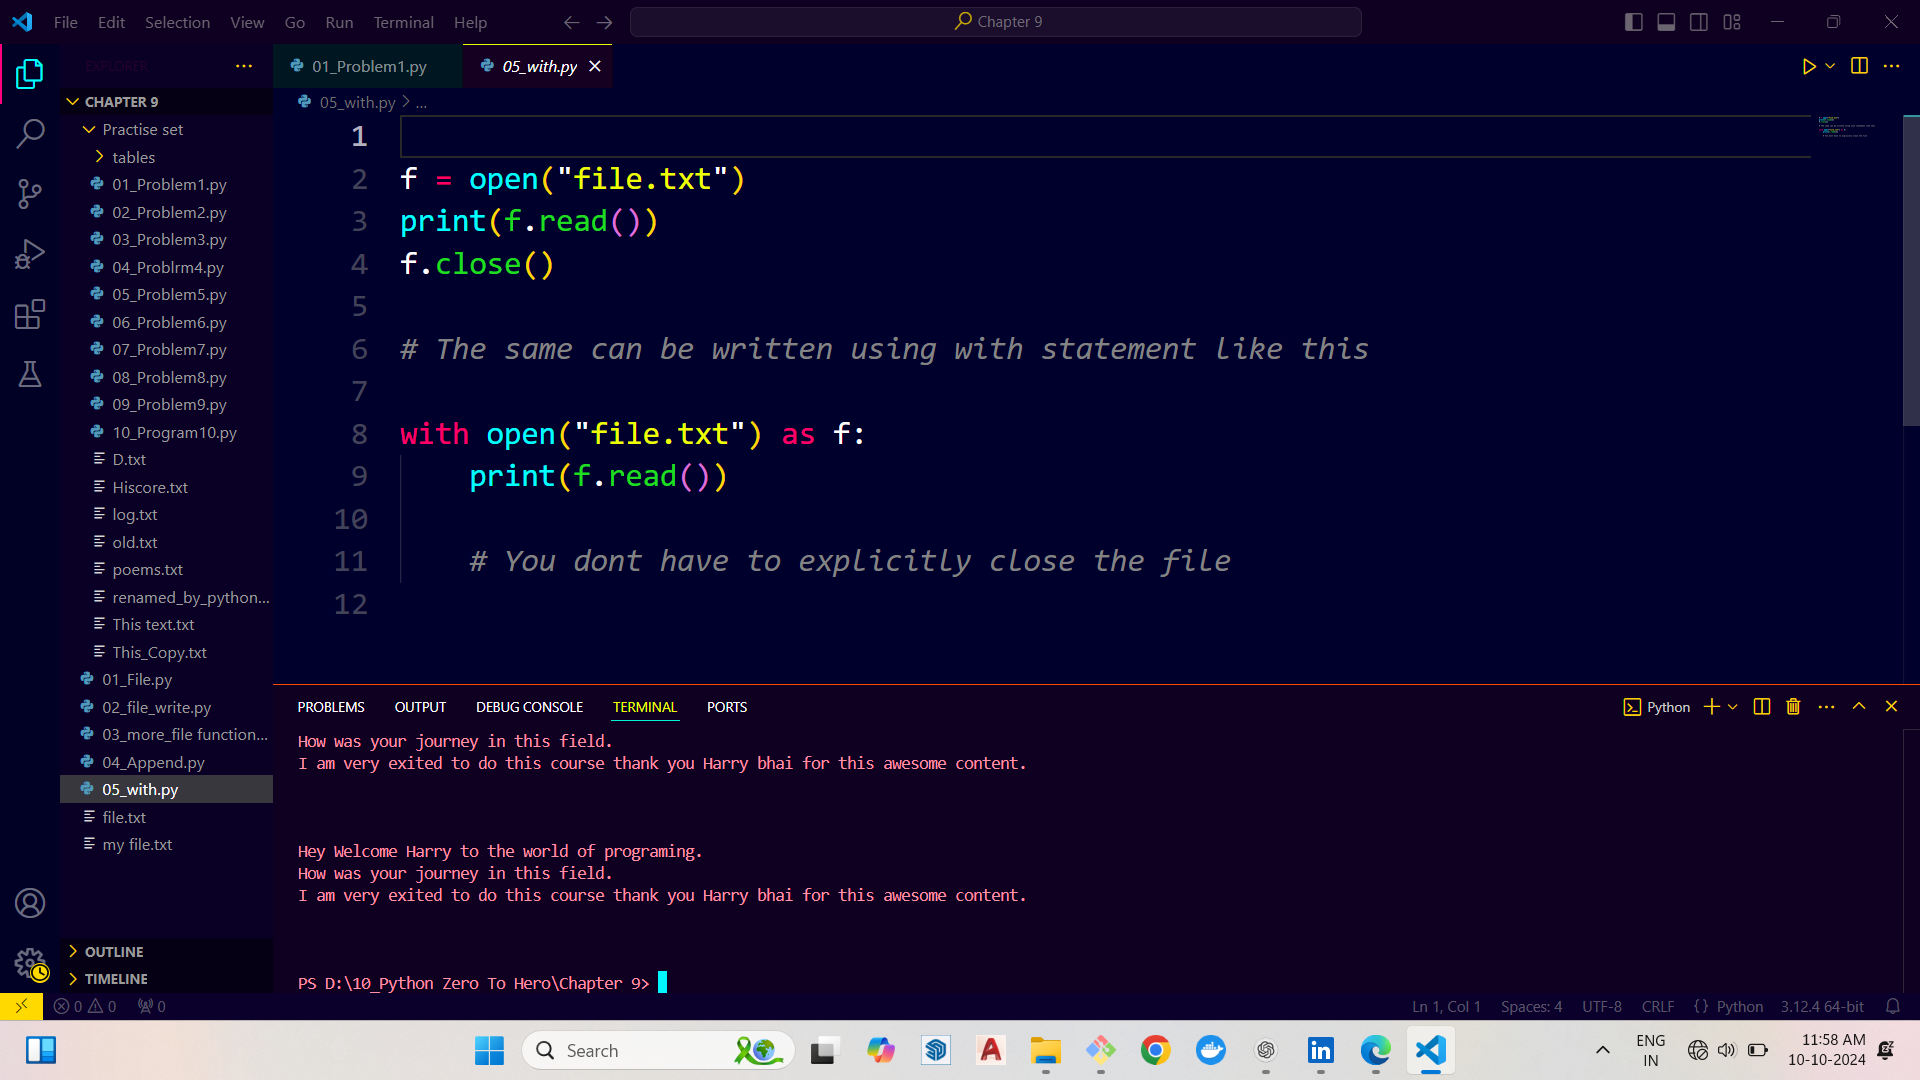 File Edit Selection View Go Run Terminal Help
Chapter 9
EXPLORER
01_Problem1.py
05_with.py
CHAPTER 9
Practise set
tables
01_Problem1.py
02_Problem2.py
03_Problem3.py
04_Problrm4.py
05_Problem5.py
06_Problem6.py
07_Problem7.py
08_Problem8.py
09_Problem9.py
10_Program10.py
D.txt
Hiscore.txt
log.txt
old.txt
poems.txt
renamed_by_python...
This text.txt
This_Copy.txt
01_File.py
02_file_write.py
03_more_file function...
04_Append.py
05_with.py
file.txt
my file.txt
OUTLINE
TIMELINE
05_with.py > ...
1
2 f = open("file.txt")
3 print(f.read())
4 f.close()
5
6 # The same can be written using with statement like this
7
8 with open("file.txt") as f:
9 print(f.read())
10
11 # You dont have to explicitly close the file
12
PROBLEMS OUTPUT DEBUG CONSOLE TERMINAL PORTS
Python
How was your journey in this field.
I am very exited to do this course thank you Harry bhai for this awesome content.
Hey Welcome Harry to the world of programing.
How was your journey in this field.
I am very exited to do this course thank you Harry bhai for this awesome content.
PS D:\10_Python Zero To Hero\Chapter 9>
0 0 0
Ln 1, Col 1 Spaces: 4 UTF-8 CRLF {} Python 3.12.4 64-bit
Search
ENG
IN
11:58 AM
10-10-2024